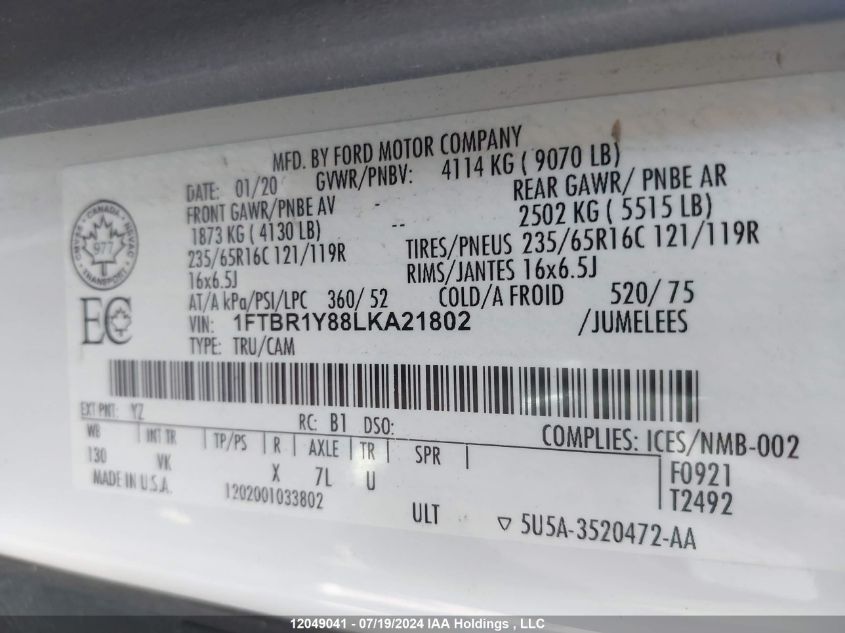 MFD. BY FORD MOTOR COMPANY
DATE: 01/20 GVWR/PNBV: 4114 KG ( 9070 LB)
FRONT GAWR/PNBE AV REAR GAWR/ PNBE AR
1873 KG ( 4130 LB) -- 2502 KG ( 5515 LB)
235/65R16C 121/119R TIRES/PNEUS 235/65R16C 121/119R
16x6.5J RIMS/JANTES 16x6.5J
AT/A kPa/PSI/LPC 360/ 52 COLD/A FROID 520/ 75
VIN: 1FTBR1Y88LKA21802 /JUMELEES
TYPE: TRU/CAM
CANADA
977
TRANSPORT
EC
EXT PNT: YZ RC: B1 DSO:
WB INT TR TP/PS R AXLE TR SPR COMPLIES: ICES/NMB-002
130 VK X 7L U F0921
MADE IN U.S.A. T2492
1202001033802
ULT ▽ 5U5A-3520472-AA
12049041 - 07/19/2024 IAA Holdings , LLC